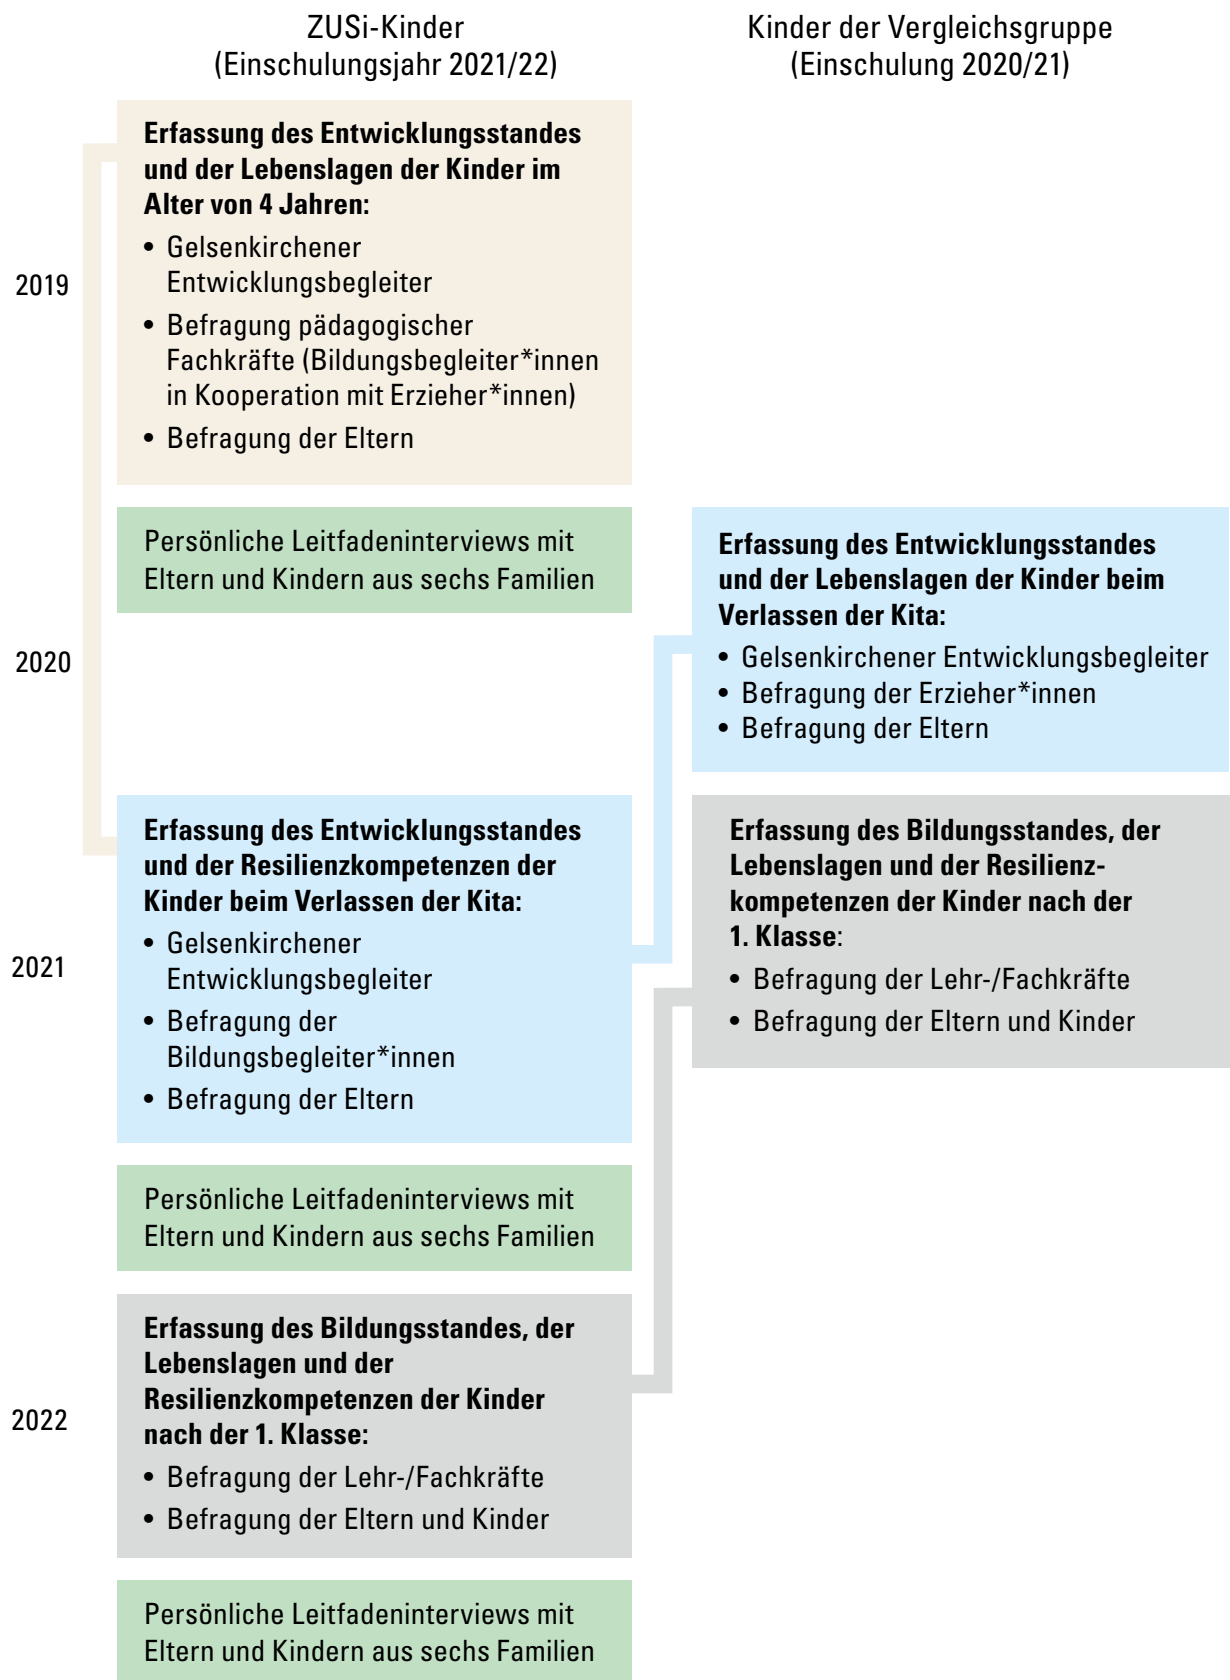 ZUSi-Kinder
(Einschulungsjahr 2021/22)
Kinder der Vergleichsgruppe
(Einschulung 2020/21)
2019
Erfassung des Entwicklungsstandes
und der Lebenslagen der Kinder im
Alter von 4 Jahren:
• Gelsenkirchener
Entwicklungsbegleiter
• Befragung pädagogischer
Fachkräfte (Bildungsbegleiter*innen
in Kooperation mit Erzieher*innen)
• Befragung der Eltern
2020
Persönliche Leitfadeninterviews mit
Eltern und Kindern aus sechs Familien
Erfassung des Entwicklungsstandes
und der Lebenslagen der Kinder beim
Verlassen der Kita:
• Gelsenkirchener Entwicklungsbegleiter
• Befragung der Erzieher*innen
• Befragung der Eltern
2021
Erfassung des Entwicklungsstandes
und der Resilienzkompetenzen der
Kinder beim Verlassen der Kita:
• Gelsenkirchener
Entwicklungsbegleiter
• Befragung der
Bildungsbegleiter*innen
• Befragung der Eltern
Erfassung des Bildungsstandes, der
Lebenslagen und der Resilienz-
kompetenzen der Kinder nach der
1. Klasse:
• Befragung der Lehr-/Fachkräfte
• Befragung der Eltern und Kinder
Persönliche Leitfadeninterviews mit
Eltern und Kindern aus sechs Familien
2022
Erfassung des Bildungsstandes, der
Lebenslagen und der
Resilienzkompetenzen der Kinder
nach der 1. Klasse:
• Befragung der Lehr-/Fachkräfte
• Befragung der Eltern und Kinder
Persönliche Leitfadeninterviews mit
Eltern und Kindern aus sechs Familien